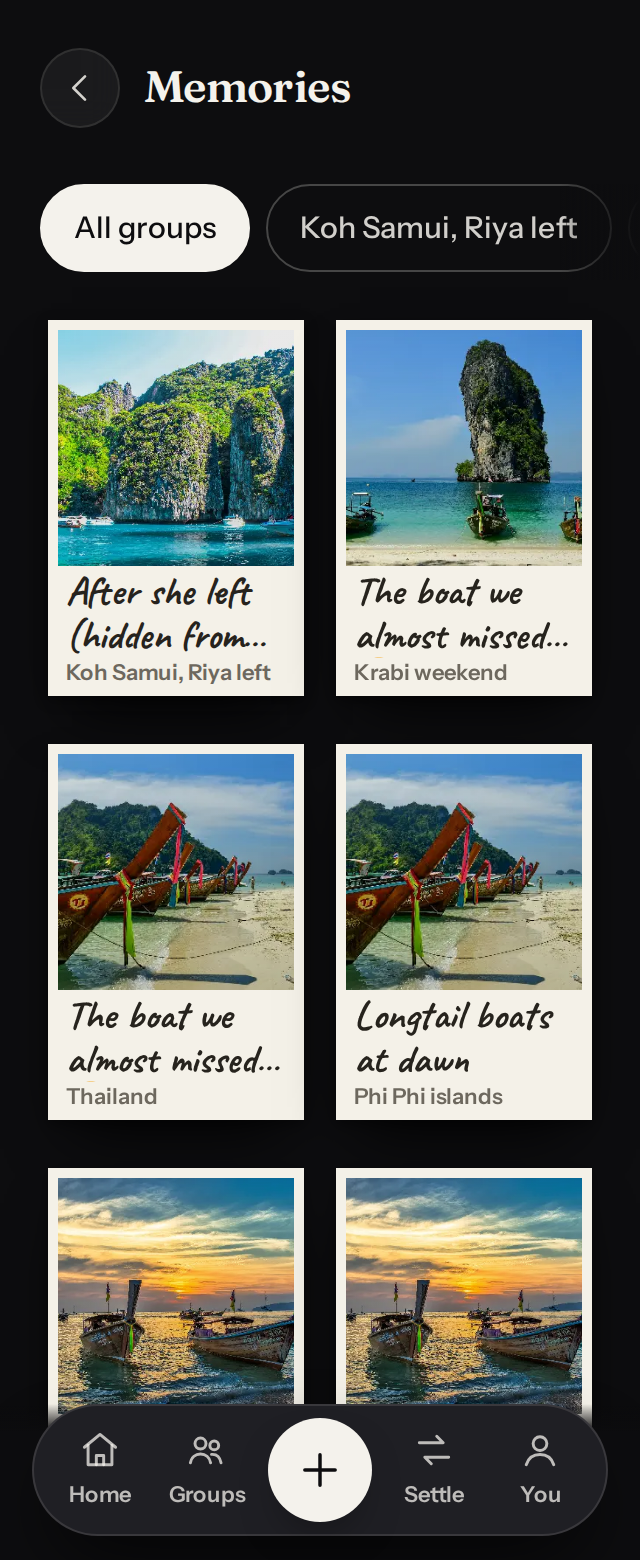 Memories
All groups
Koh Samui, Riya left
After she left
(hidden from...
Koh Samui, Riya left
The boat we
almost missed...
Krabi weekend
The boat we
almost missed...
Thailand
Longtail boats
at dawn
Phi Phi islands
Home
Groups
Settle
You